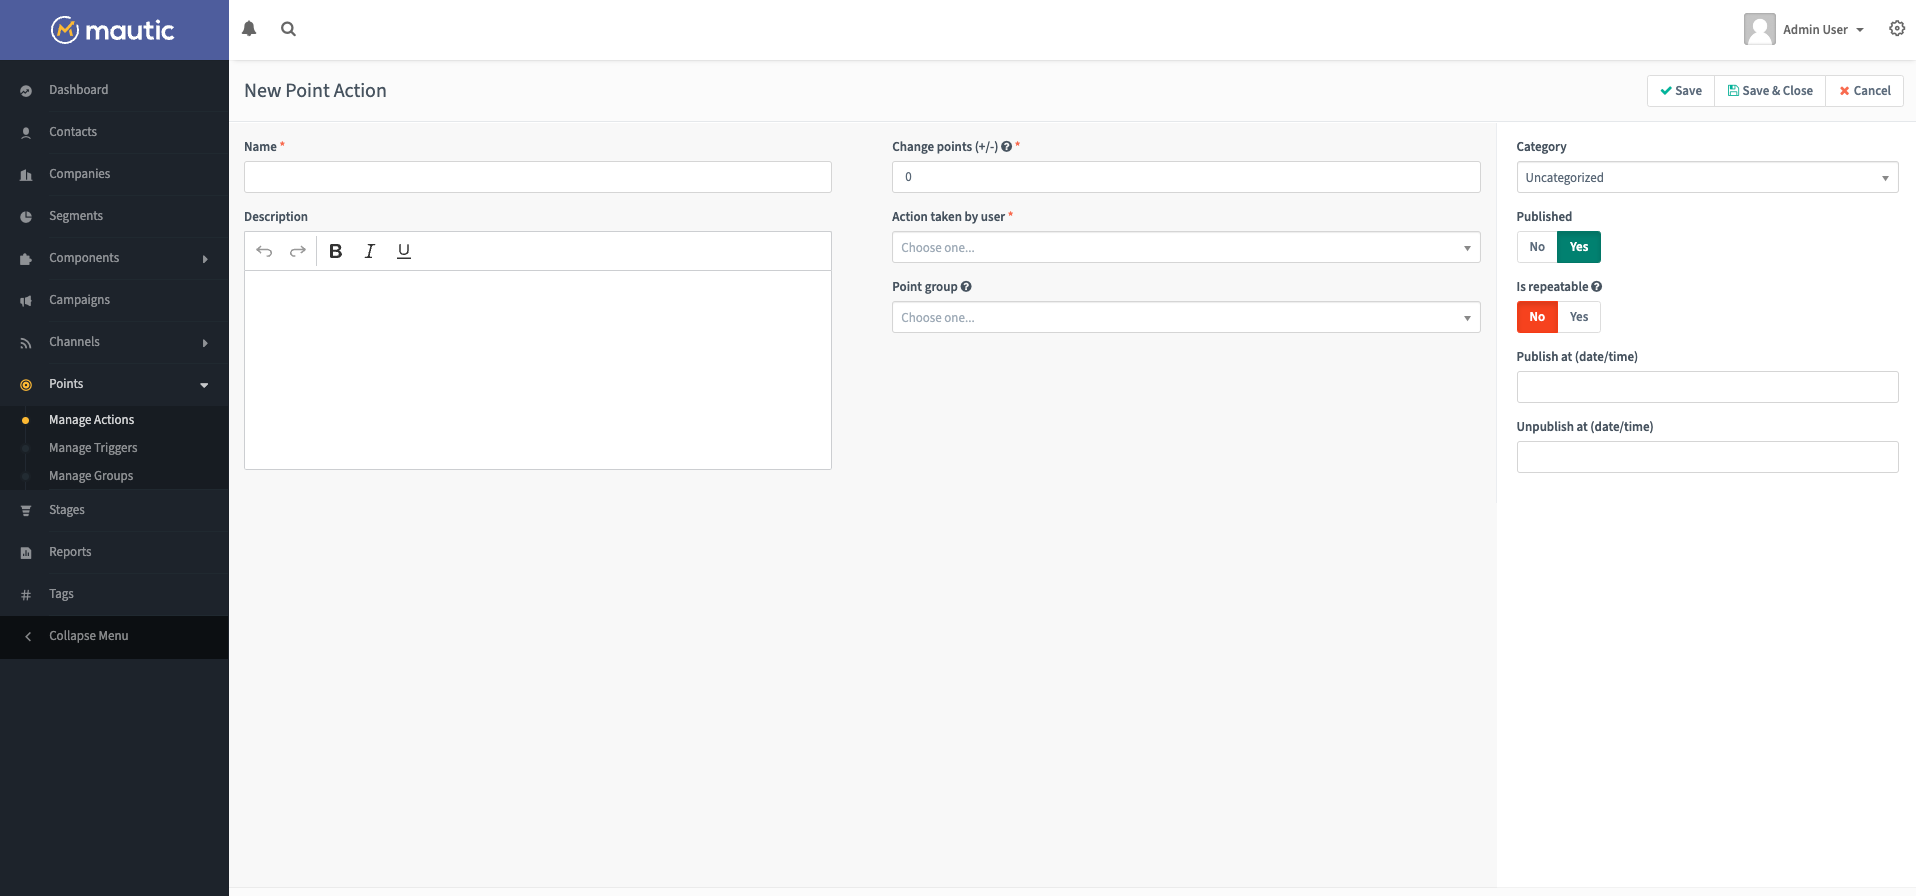 mautic
Admin User
Dashboard
Contacts
Companies
Segments
Components
Campaigns
Channels
Points
Manage Actions
Manage Triggers
Manage Groups
Stages
Reports
Tags
Collapse Menu
New Point Action
Save
Save & Close
Cancel
Name *
Description
B I U
Change points (+/-) ? *
0
Action taken by user *
Choose one...
Point group ?
Choose one...
Category
Uncategorized
Published
No Yes
Is repeatable ?
No Yes
Publish at (date/time)
Unpublish at (date/time)